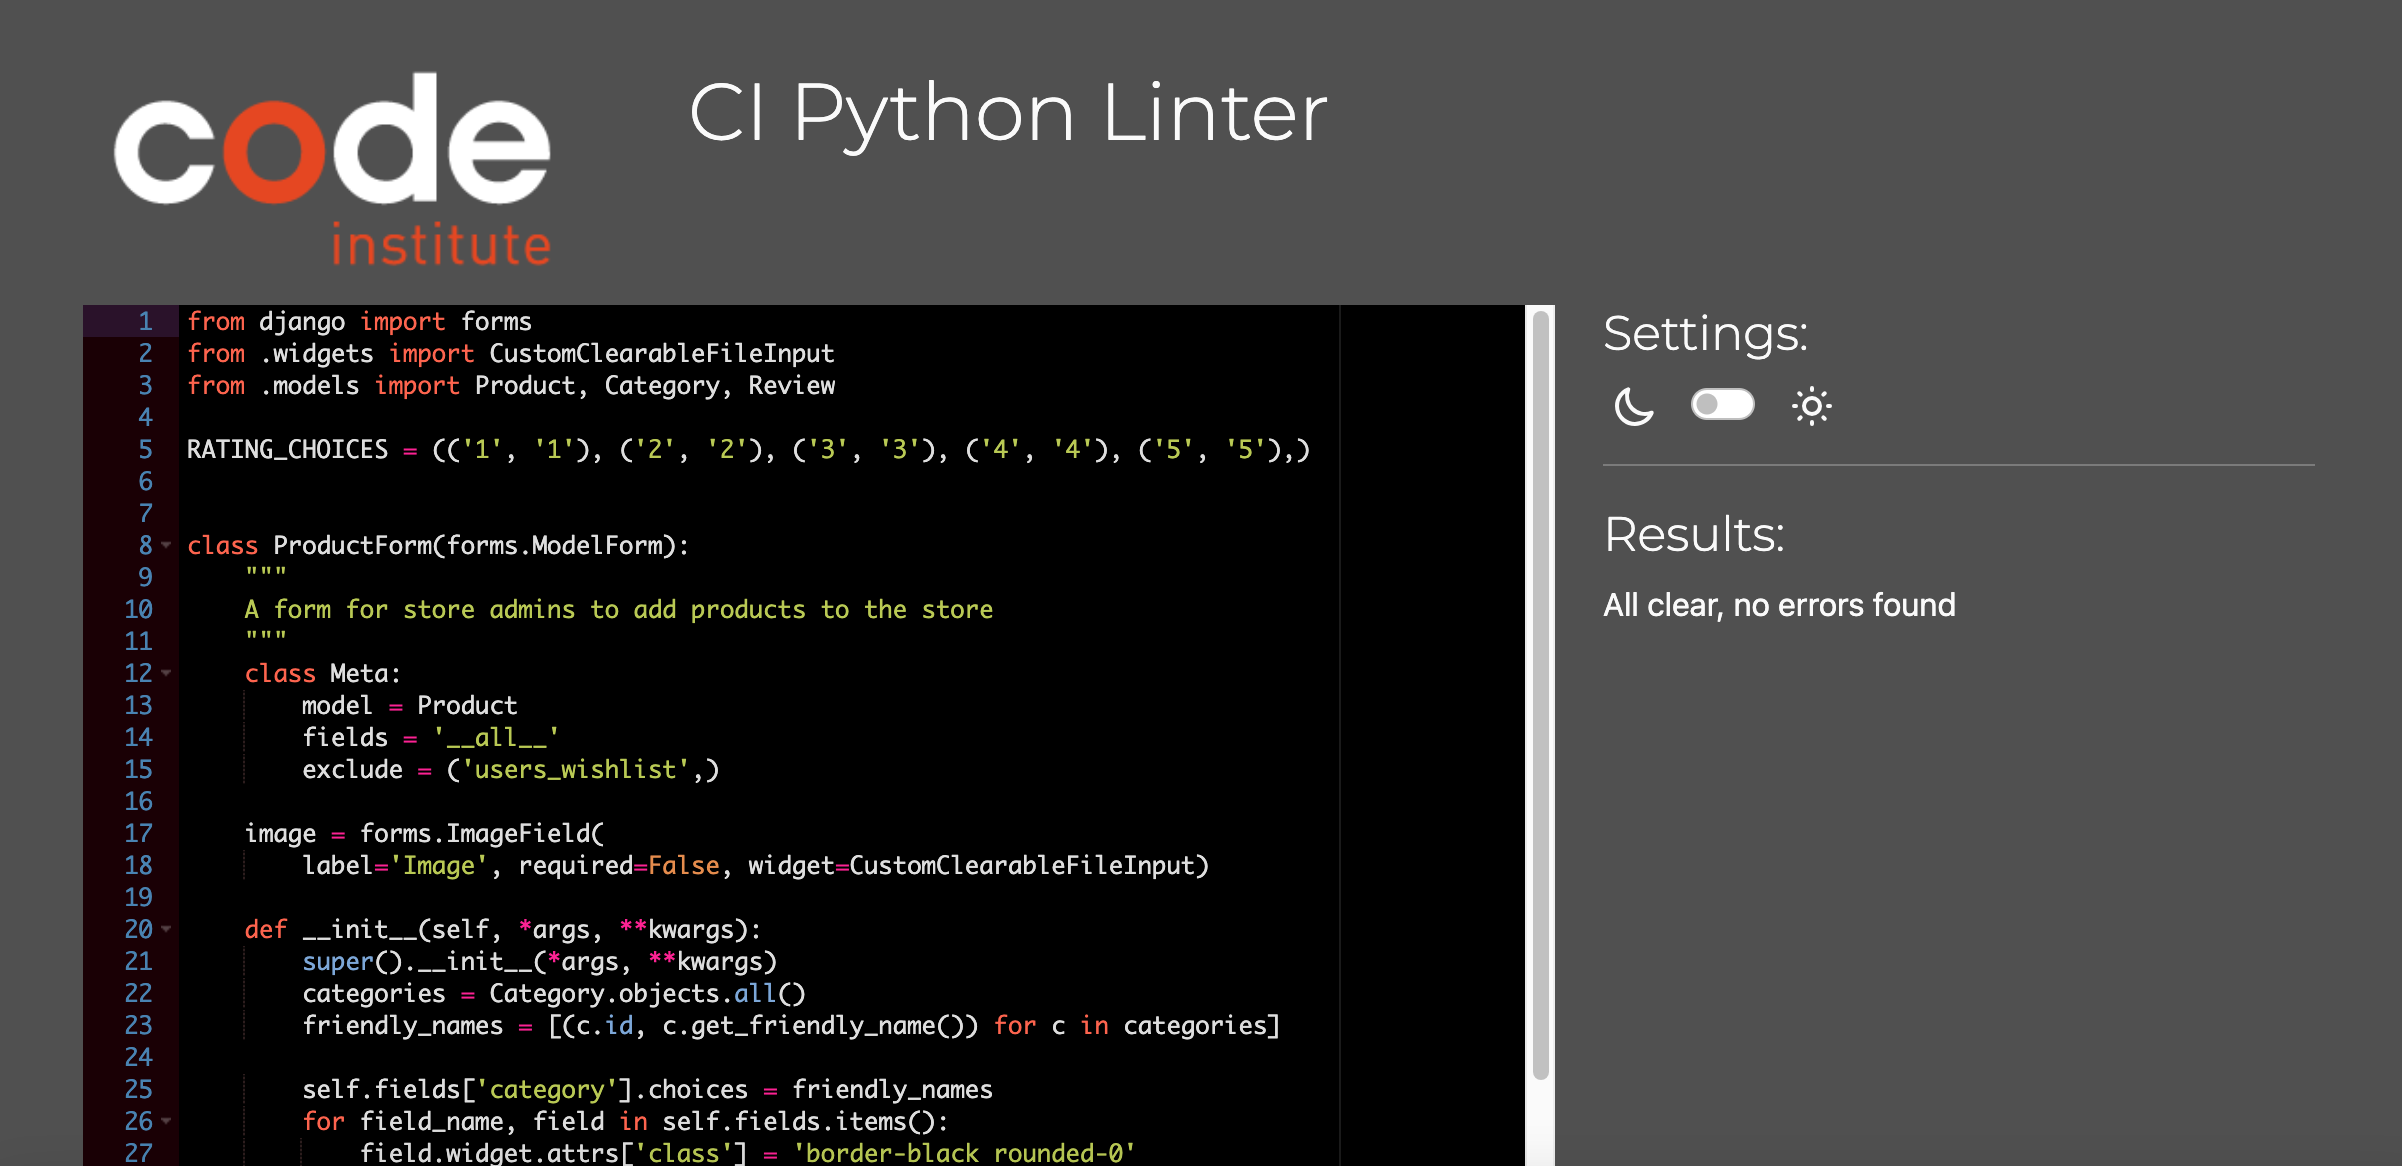 code
institute
CI Python Linter
1 from django import forms
2 from .widgets import CustomClearableFileInput
3 from .models import Product, Category, Review
4
5 RATING_CHOICES = (('1', '1'), ('2', '2'), ('3', '3'), ('4', '4'), ('5', '5'),)
6
7
8 class ProductForm(forms.ModelForm):
9     """
10     A form for store admins to add products to the store
11     """
12     class Meta:
13         model = Product
14         fields = '__all__'
15         exclude = ('users_wishlist',)
16
17     image = forms.ImageField(
18         label='Image', required=False, widget=CustomClearableFileInput)
19
20     def __init__(self, *args, **kwargs):
21         super().__init__(*args, **kwargs)
22         categories = Category.objects.all()
23         friendly_names = [(c.id, c.get_friendly_name()) for c in categories]
24
25         self.fields['category'].choices = friendly_names
26         for field_name, field in self.fields.items():
27             field.widget.attrs['class'] = 'border-black rounded-0'
Settings:
Results:
All clear, no errors found